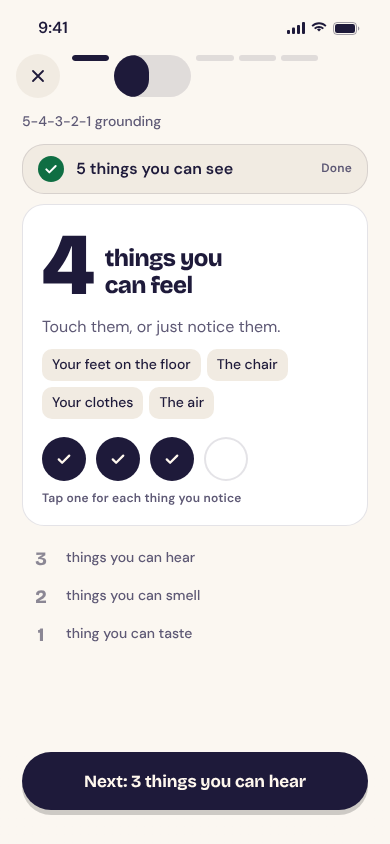 9:41
5-4-3-2-1 grounding
5 things you can see
Done
4 things you
can feel
Touch them, or just notice them.
Your feet on the floor
The chair
Your clothes
The air
Tap one for each thing you notice
3 things you can hear
2 things you can smell
1 thing you can taste
Next: 3 things you can hear